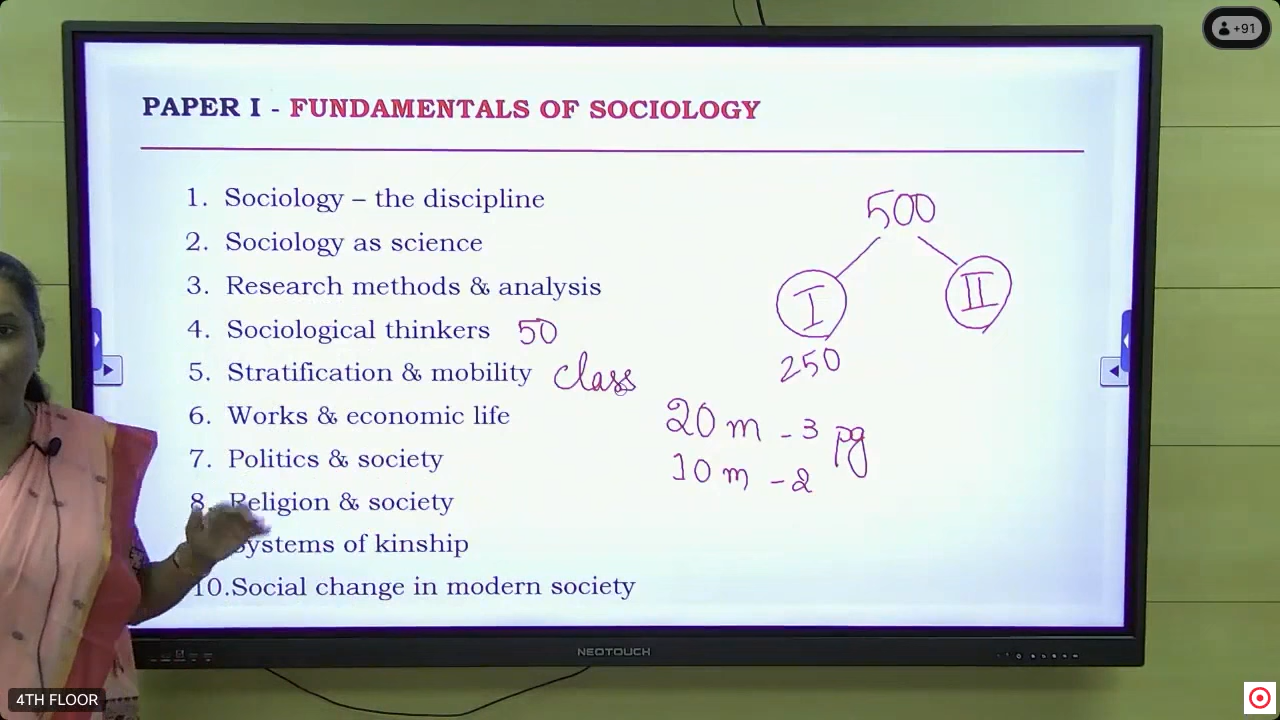 +91
PAPER I - FUNDAMENTALS OF SOCIOLOGY
1. Sociology – the discipline
2. Sociology as science
3. Research methods & analysis
4. Sociological thinkers 50
5. Stratification & mobility class
6. Works & economic life
7. Politics & society
8. Religion & society
Systems of kinship
10.Social change in modern society
500
I II
250
20 m - 3 pg
10 m - 2
NEOTOUCH
4TH FLOOR